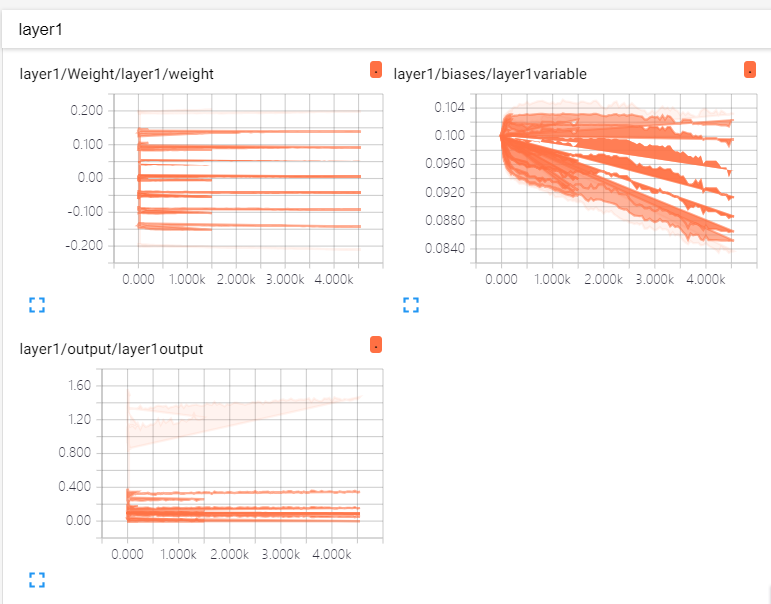 layer1
layer1/Weight/layer1/weight
.
layer1/biases/layer1variable
.
0.200
0.100
0.00
-0.100
-0.200
0.000 1.000k 2.000k 3.000k 4.000k
0.104
0.100
0.0960
0.0920
0.0880
0.0840
0.000 1.000k 2.000k 3.000k 4.000k
layer1/output/layer1output
.
1.60
1.20
0.800
0.400
0.00
0.000 1.000k 2.000k 3.000k 4.000k